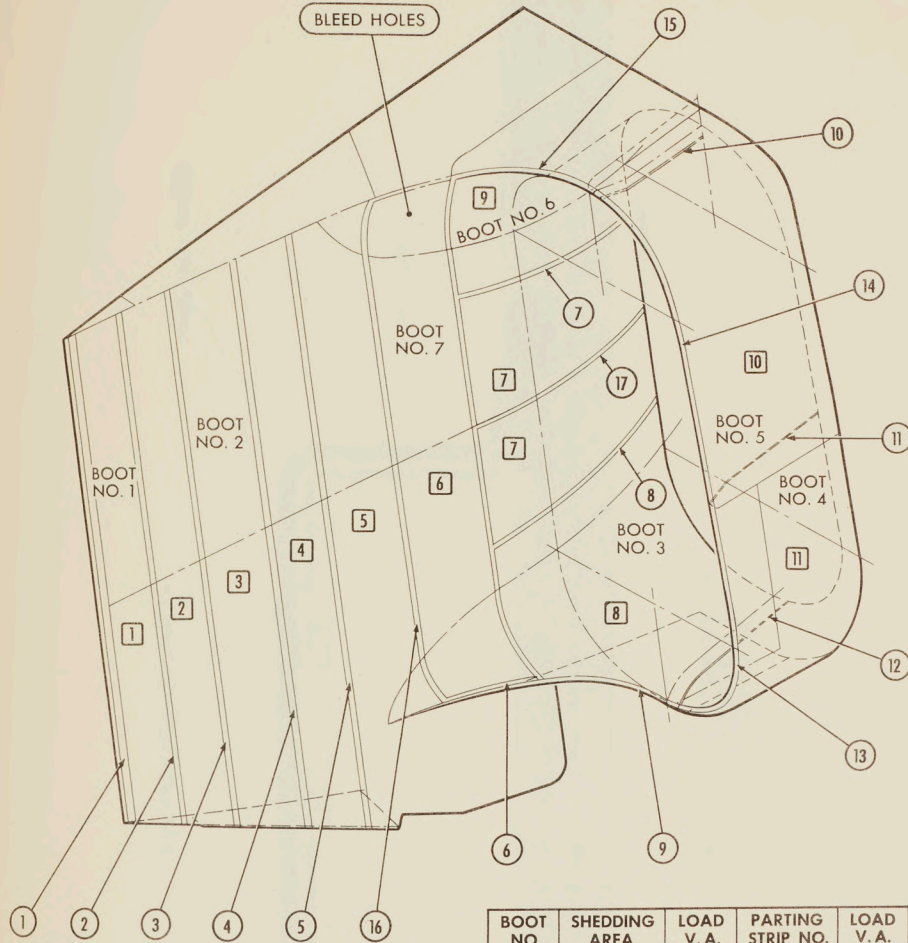 BLEED HOLES
15
10
9
BOOT NO. 6
14
7
BOOT
NO. 7
10
17
7
BOOT
NO. 5
11
BOOT
NO. 2
7
BOOT
NO. 1
6
8
BOOT
NO. 4
5
BOOT
NO. 3
4
11
3
2
8
1
12
13
6
9
1
2
3
4
5
16
BOOT NO. SHEDDING AREA LOAD V.A. PARTING STRIP NO. LOAD V.A.